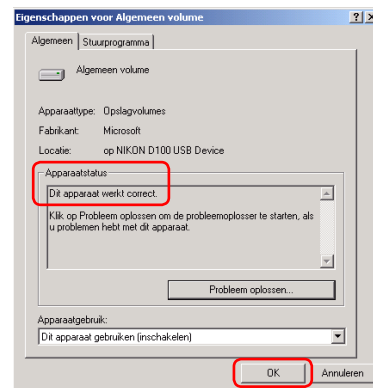 Eigenschappen voor Algemeen volume
Algemeen Stuurprogramma
Algemeen volume
Apparaattype: Opslagvolumes
Fabrikant: Microsoft
Locatie: op NIKON D100 USB Device
Apparaatstatus
Dit apparaat werkt correct.
Klik op Probleem oplossen om de probleemoplosser te starten, als
u problemen hebt met dit apparaat.
Probleem oplossen...
Apparaatgebruik:
Dit apparaat gebruiken (inschakelen)
OK Annuleren